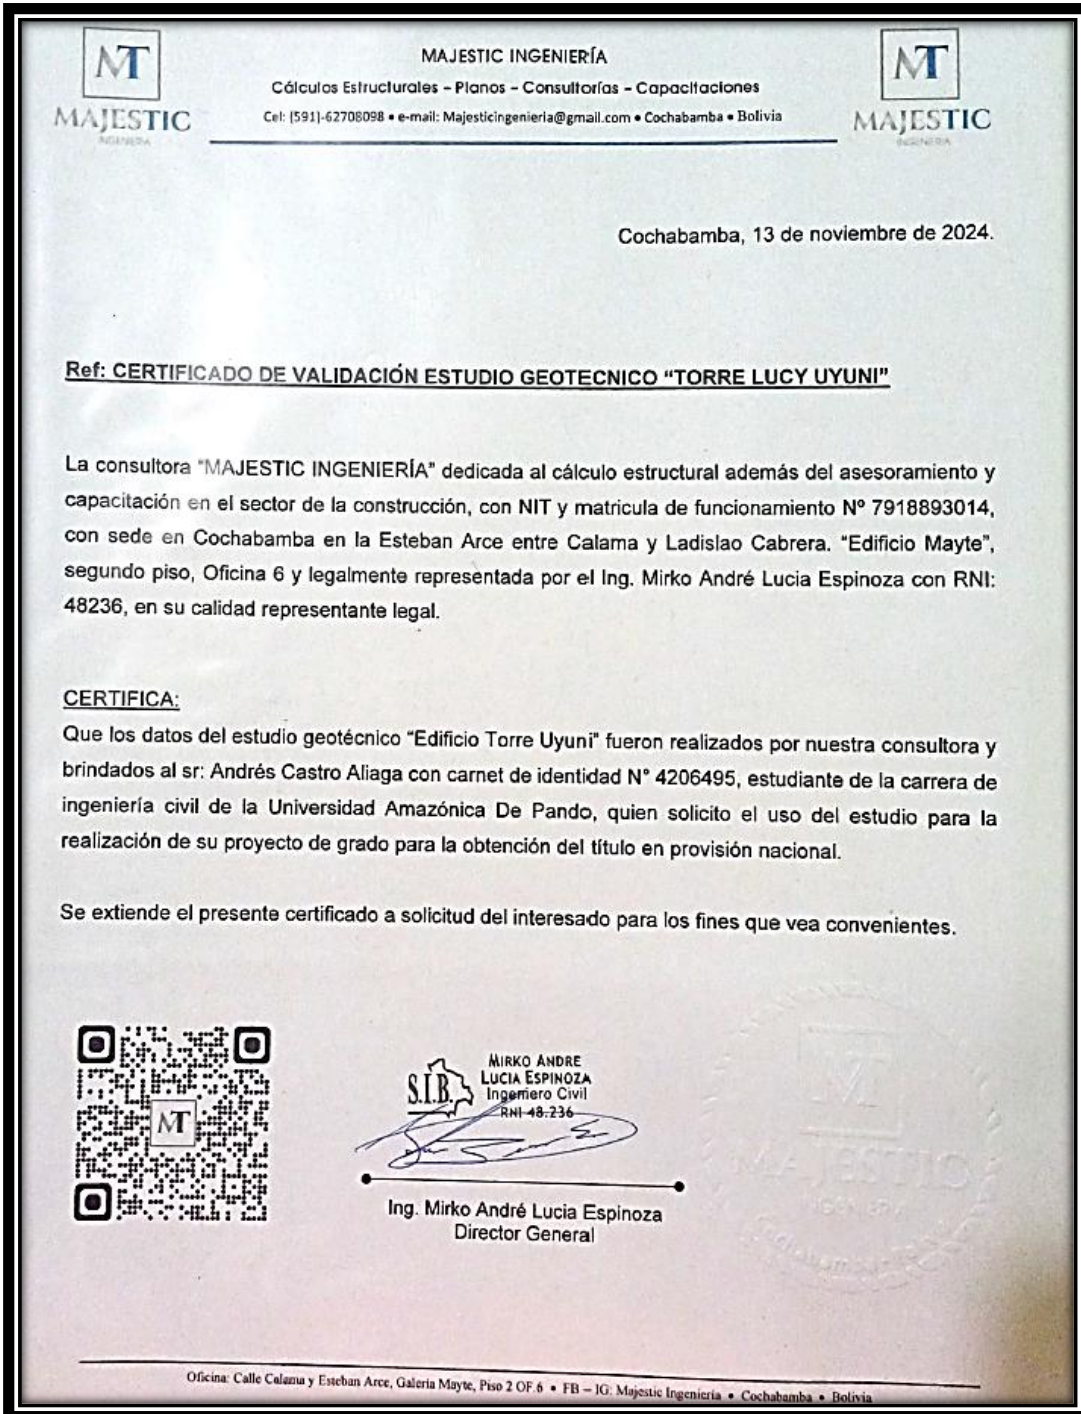 MT
MAJESTIC
INGENIERIA
MAJESTIC INGENIERÍA
Cálculos Estructurales – Planos – Consultorías – Capacitaciones
Cel: (591)-62708098 • e-mail: Majesticingenieria@gmail.com • Cochabamba • Bolivia
MT
MAJESTIC
INGENIERIA
Cochabamba, 13 de noviembre de 2024.
Ref: CERTIFICADO DE VALIDACIÓN ESTUDIO GEOTECNICO “TORRE LUCY UYUNI”
La consultora “MAJESTIC INGENIERÍA” dedicada al cálculo estructural además del asesoramiento y
capacitación en el sector de la construcción, con NIT y matricula de funcionamiento Nº 7918893014,
con sede en Cochabamba en la Esteban Arce entre Calama y Ladislao Cabrera. “Edificio Mayte”,
segundo piso, Oficina 6 y legalmente representada por el Ing. Mirko André Lucia Espinoza con RNI:
48236, en su calidad representante legal.
CERTIFICA:
Que los datos del estudio geotécnico “Edificio Torre Uyuni” fueron realizados por nuestra consultora y
brindados al sr: Andrés Castro Aliaga con carnet de identidad N° 4206495, estudiante de la carrera de
ingeniería civil de la Universidad Amazónica De Pando, quien solicito el uso del estudio para la
realización de su proyecto de grado para la obtención del título en provisión nacional.
Se extiende el presente certificado a solicitud del interesado para los fines que vea convenientes.
MT
S.I.B.
MIRKO ANDRE
LUCIA ESPINOZA
Ingeniero Civil
RNI 48.236
Ing. Mirko André Lucia Espinoza
Director General
MT
MAJESTIC
INGENIERIA
Cochabamba
Oficina: Calle Calama y Esteban Arce, Galeria Mayte, Piso 2 OF.6 • FB – IG: Majestic Ingenieria • Cochabamba • Bolivia